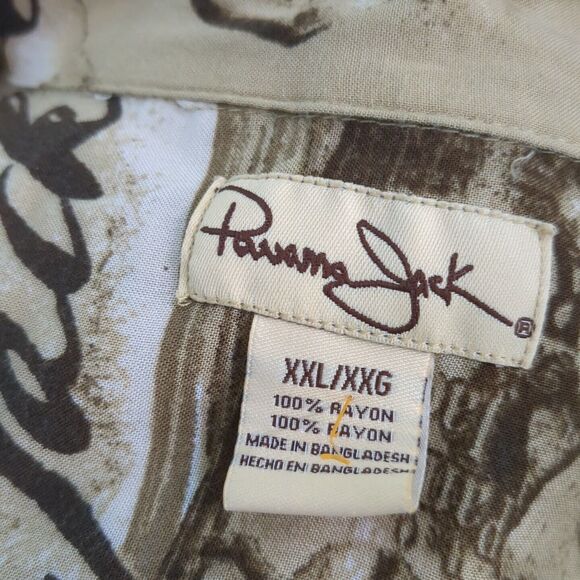 Panama Jack®
XXL/XXG
100% RAYON
100% RAYON
MADE IN BANGLADESH
HECHO EN BANGLADESH